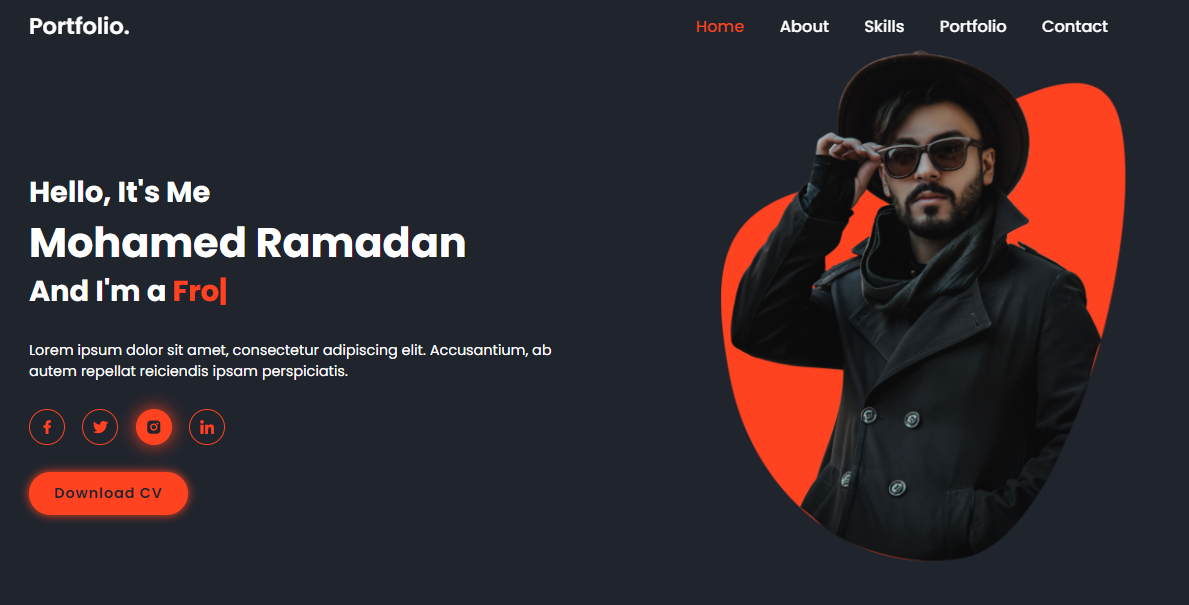 Portfolio.
Home About Skills Portfolio Contact
Hello, It's Me
Mohamed Ramadan
And I'm a Fro|
Lorem ipsum dolor sit amet, consectetur adipiscing elit. Accusantium, ab
autem repellat reiciendis ipsam perspiciatis.
Download CV